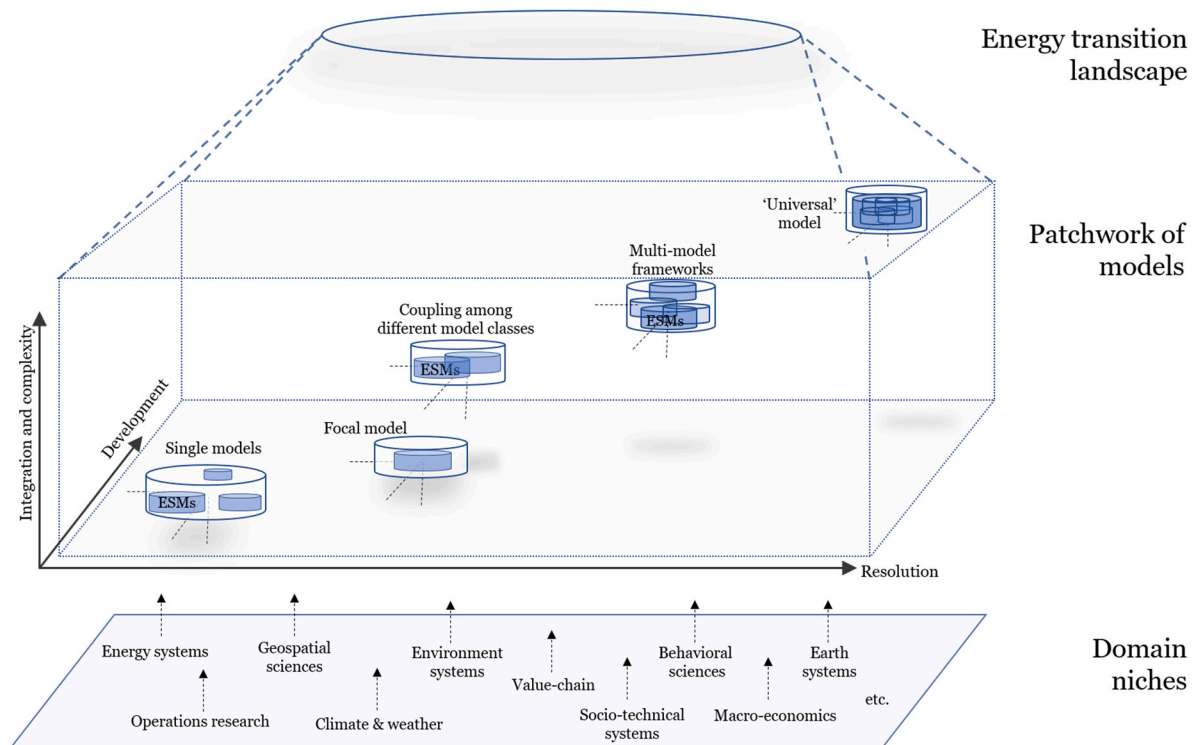 Energy transition
landscape
'Universal'
model
Patchwork of
models
Multi-model
frameworks
ESMs
Coupling among
different model classes
ESMs
Integration and complexity
Development
Focal model
Single models
ESMs
Resolution
Energy systems
Geospatial
sciences
Environment
systems
Value-chain
Behavioral
sciences
Earth
systems
Domain
niches
Operations research
Climate & weather
Socio-technical
systems
Macro-economics
etc.